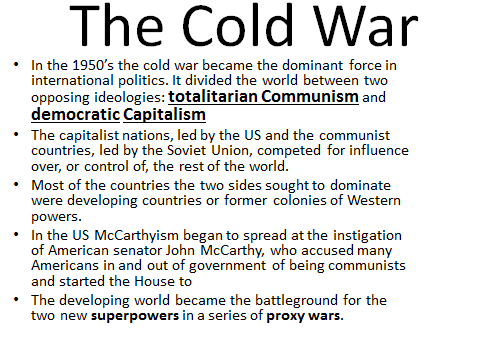 The Cold War
• In the 1950's the cold war became the dominant force in
international politics. It divided the world between two
opposing ideologies: totalitarian Communism and
democratic Capitalism
• The capitalist nations, led by the US and the communist
countries, led by the Soviet Union, competed for influence
over, or control of, the rest of the world.
• Most of the countries the two sides sought to dominate
were developing countries or former colonies of Western
powers.
• In the US McCarthyism began to spread at the instigation
of American senator John McCarthy, who accused many
Americans in and out of government of being communists
and started the House to
• The developing world became the battleground for the
two new superpowers in a series of proxy wars.